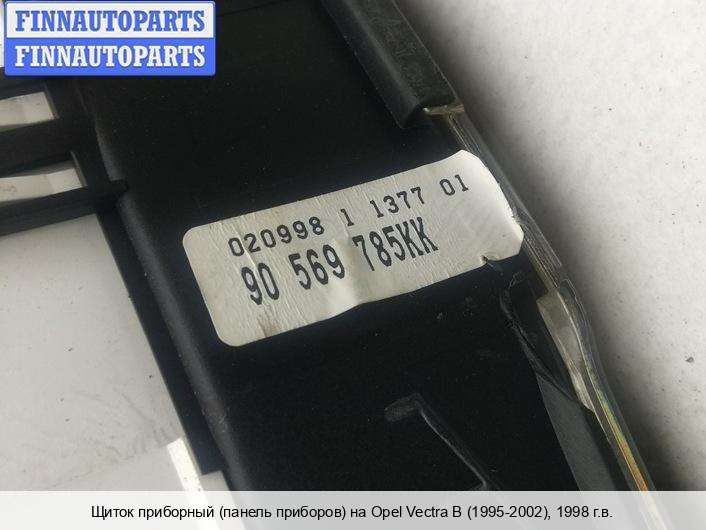 FINNAUTOPARTS
FINNAUTOPARTS
020998 1 1377 01
90 569 785KK
Щиток приборный (панель приборов) на Opel Vectra B (1995-2002), 1998 г.в.